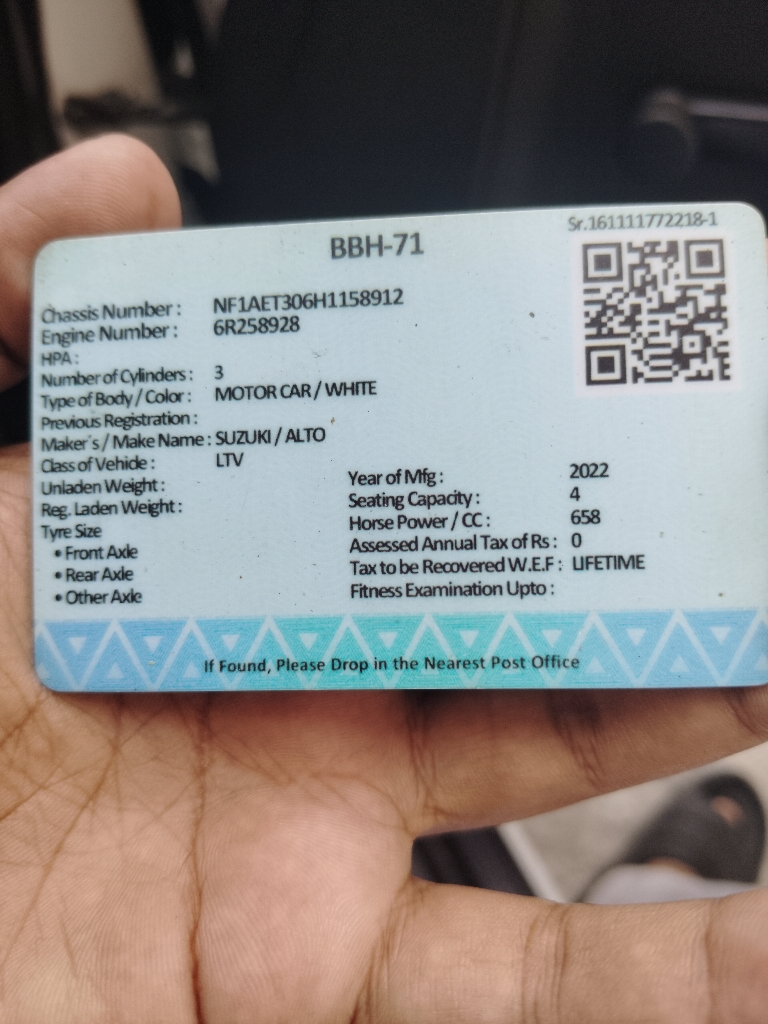 Sr.161111772218-1
BBH-71
Chassis Number : NF1AET306H1158912
Engine Number : 6R258928
HPA :
Number of Cylinders : 3
Type of Body / Color : MOTOR CAR / WHITE
Previous Registration :
Maker's / Make Name : SUZUKI / ALTO
Class of Vehicle : LTV
Unladen Weight :
Reg. Laden Weight :
Tyre Size
• Front Axle
• Rear Axle
• Other Axle
Year of Mfg : 2022
Seating Capacity : 4
Horse Power / CC : 658
Assessed Annual Tax of Rs : 0
Tax to be Recovered W.E.F : LIFETIME
Fitness Examination Upto :
If Found, Please Drop in the Nearest Post Office